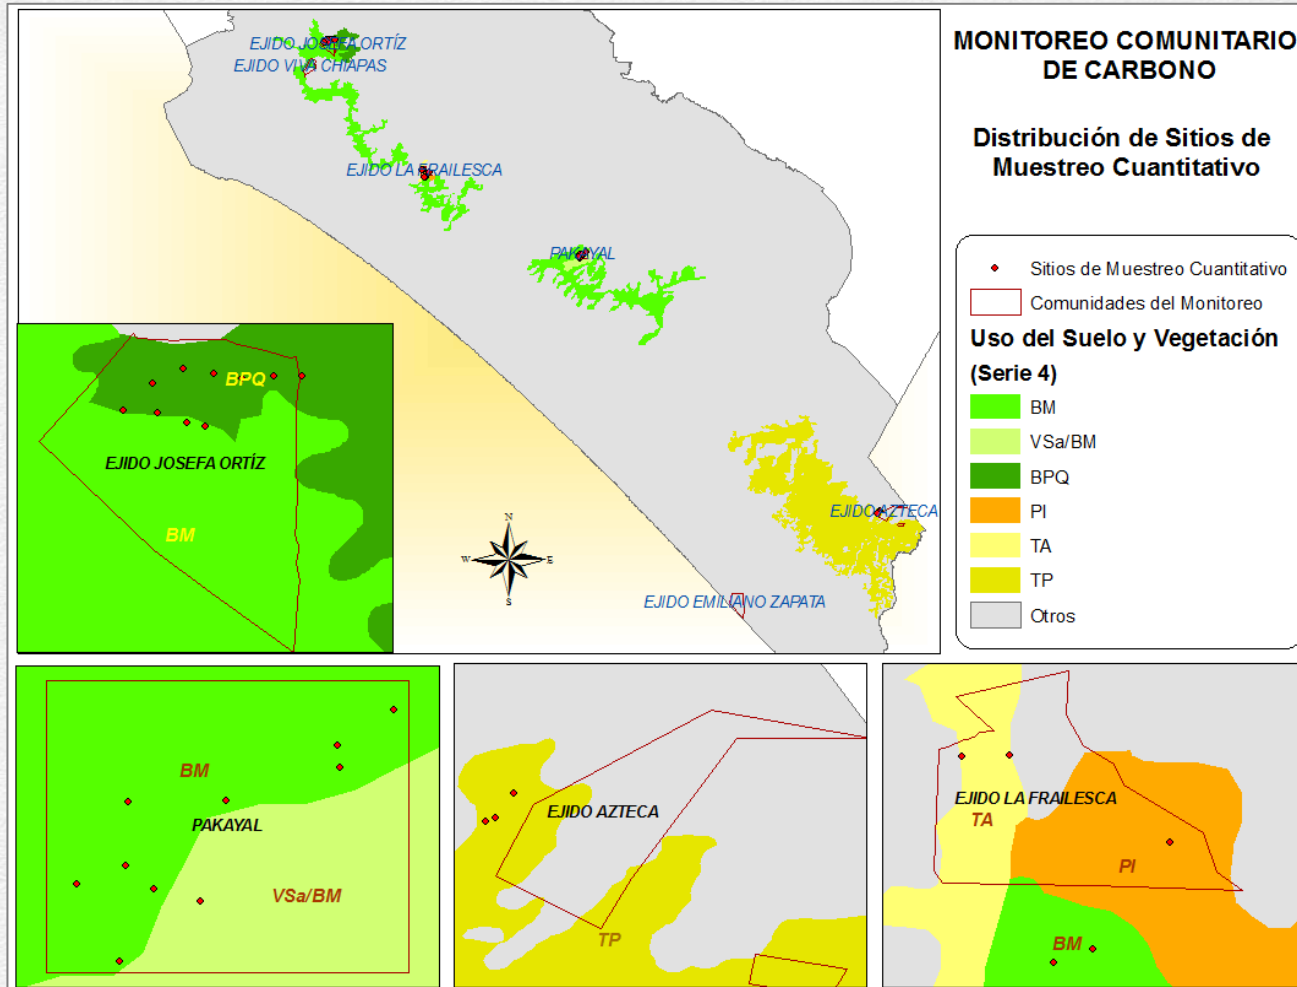 MONITOREO COMUNITARIO
DE CARBONO
Distribución de Sitios de
Muestreo Cuantitativo
Sitios de Muestreo Cuantitativo
Comunidades del Monitoreo
Uso del Suelo y Vegetación
(Serie 4)
BM
VSa/BM
BPQ
PI
TA
TP
Otros
EJIDO JOSEFA ORTÍZ
EJIDO VIVA CHIAPAS
EJIDO LA FRAILESCA
PAKAYAL
EJIDO AZTECA
EJIDO EMILIANO ZAPATA
N
W
E
S
BPQ
EJIDO JOSEFA ORTÍZ
BM
BM
PAKAYAL
VSa/BM
EJIDO AZTECA
TP
EJIDO LA FRAILESCA
TA
PI
BM